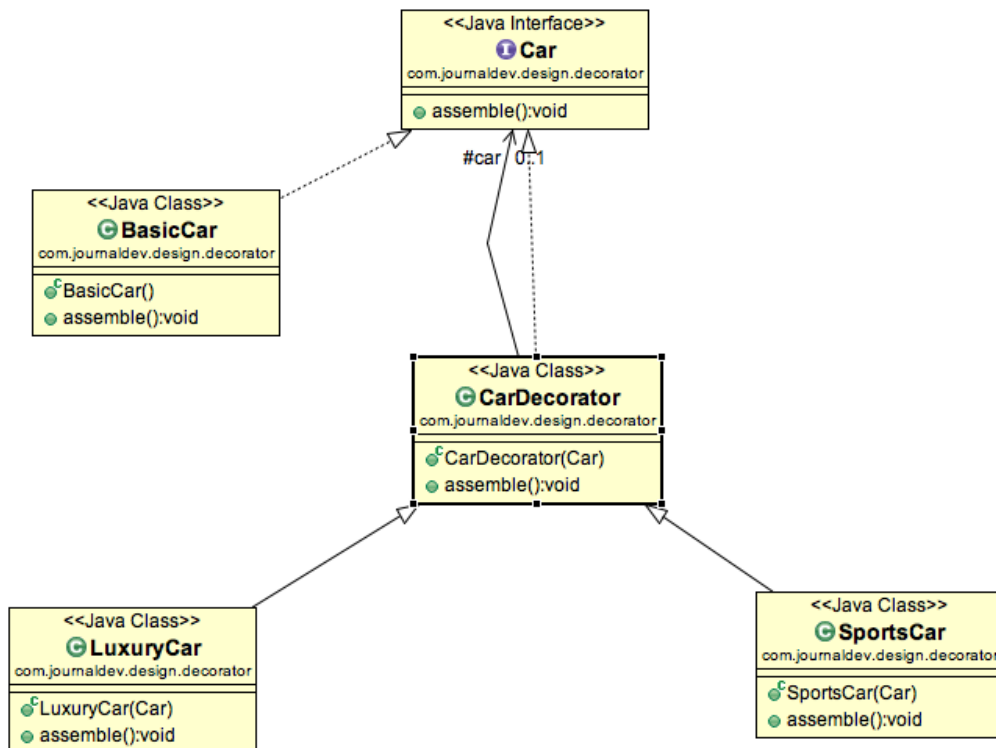 <<Java Interface>>
I Car
com.journaldev.design.decorator
assemble():void
#car 0..1
<<Java Class>>
C BasicCar
com.journaldev.design.decorator
c BasicCar()
assemble():void
<<Java Class>>
C CarDecorator
com.journaldev.design.decorator
c CarDecorator(Car)
assemble():void
<<Java Class>>
C LuxuryCar
com.journaldev.design.decorator
c LuxuryCar(Car)
assemble():void
<<Java Class>>
C SportsCar
com.journaldev.design.decorator
c SportsCar(Car)
assemble():void